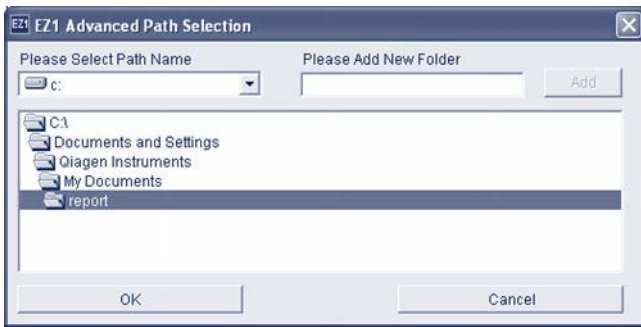 EZ1 EZ1 Advanced Path Selection
Please Select Path Name
Please Add New Folder
c:
Add
C:\
Documents and Settings
Qiagen Instruments
My Documents
report
OK
Cancel